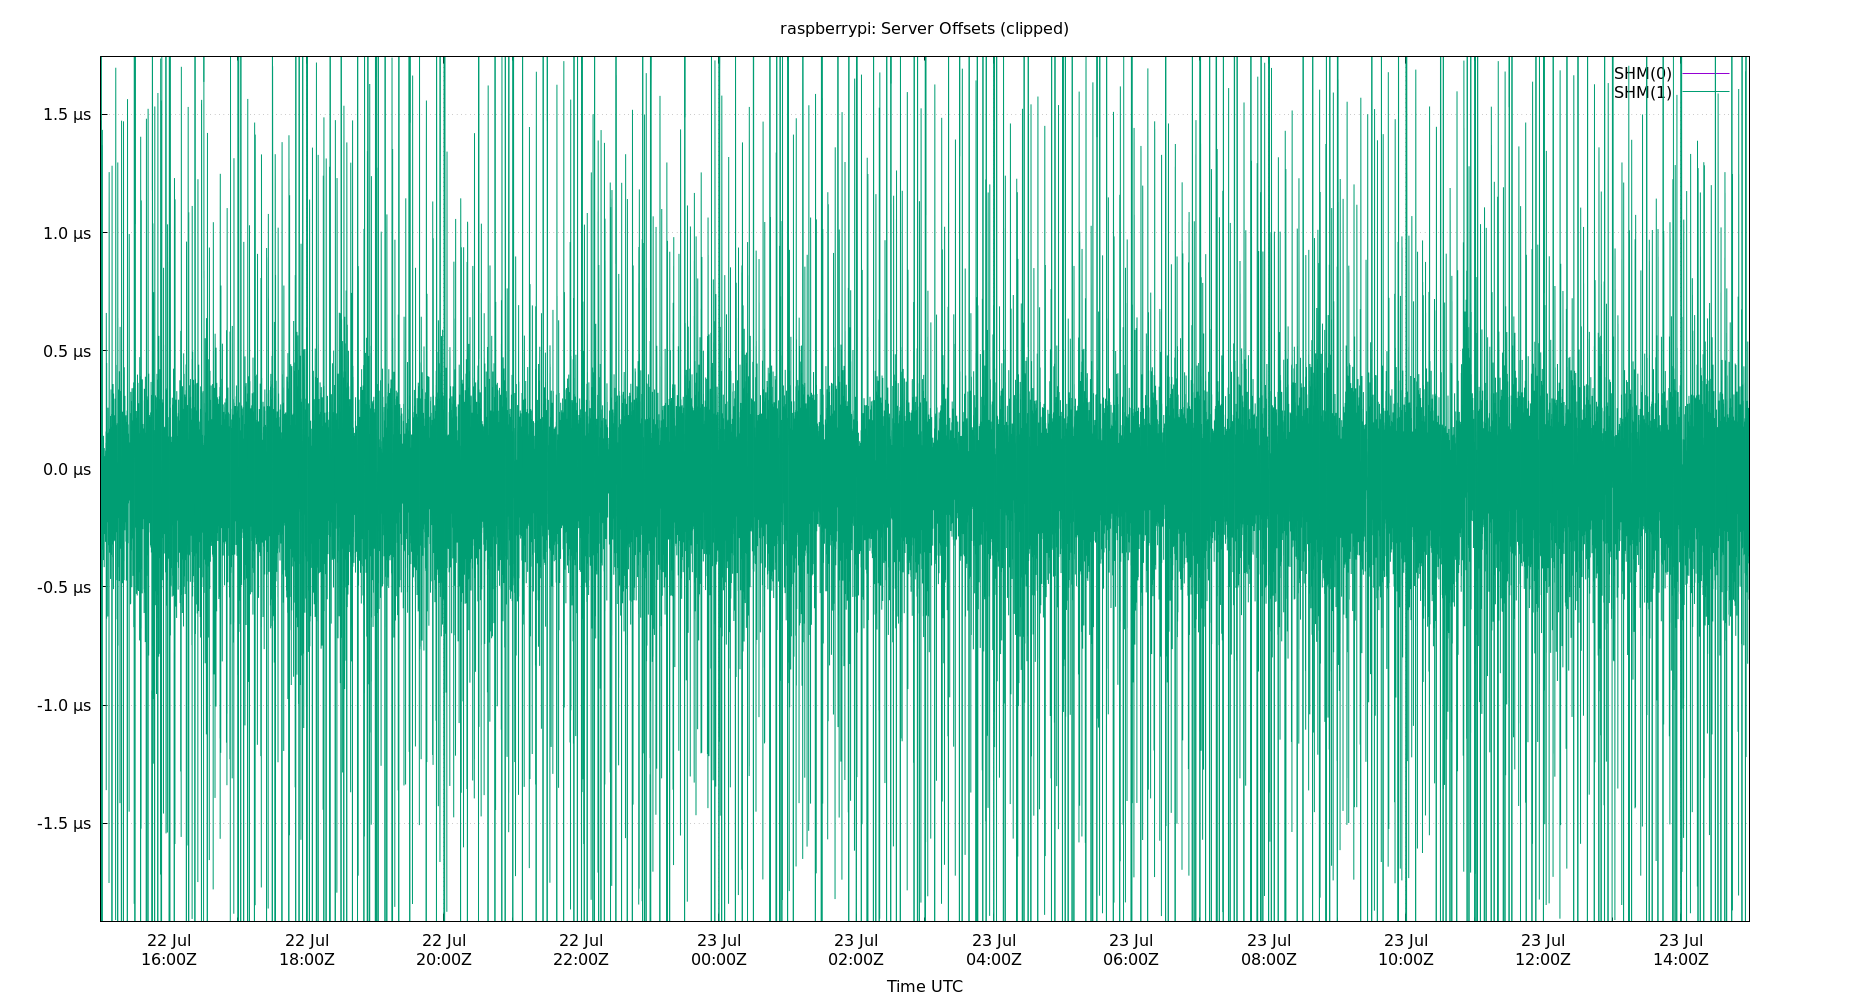 raspberrypi: Server Offsets (clipped)
SHM(0)
SHM(1)
1.5 µs
1.0 µs
0.5 µs
0.0 µs
-0.5 µs
-1.0 µs
-1.5 µs
22 Jul 22 Jul 22 Jul 22 Jul 23 Jul 23 Jul 23 Jul 23 Jul 23 Jul 23 Jul 23 Jul 23 Jul
16:00Z 18:00Z 20:00Z 22:00Z 00:00Z 02:00Z 04:00Z 06:00Z 08:00Z 10:00Z 12:00Z 14:00Z
Time UTC